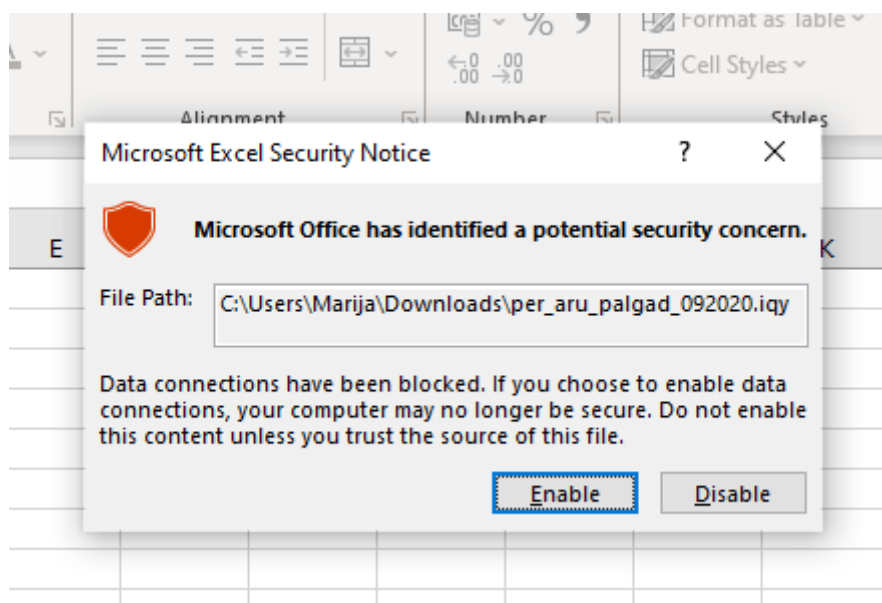 %
Format as Table
.00
.00
Cell Styles
Alignment
Number
Styles
Microsoft Excel Security Notice
?
Microsoft Office has identified a potential security concern.
E
K
File Path:
C:\Users\Marija\Downloads\per_aru_palgad_092020.iqy
Data connections have been blocked. If you choose to enable data
connections, your computer may no longer be secure. Do not enable
this content unless you trust the source of this file.
Enable
Disable